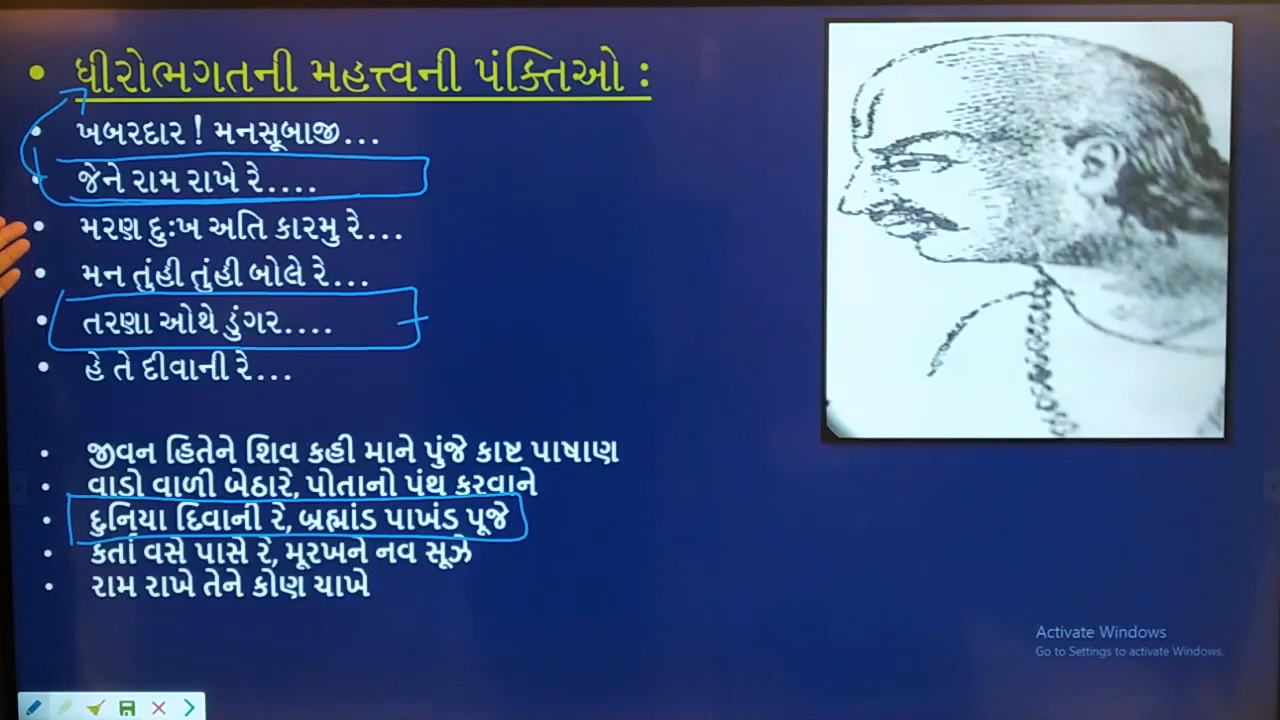 ધીરોભગતની મહત્ત્વની પંક્તિઓ :
ખબરદાર ! મનસૂબાજી...
જેને રામ રાખે રે....
મરણ દુઃખ અતિ કારમુ રે...
મન તુંહી તુંહી બોલે રે...
તરણા ઓથે ડુંગર....
હે તે દીવાની રે...
જીવન હિતેને શિવ કહી માને પુંજે કાષ્ટ પાષાણ
વાડો વાળી બેઠારે, પોતાનો પંથ કરવાને
દુનિયા દિવાની રે, બ્રહ્માંડ પાખંડ પૂજે
કર્તા વસે પાસે રે, મૂરખને નવ સૂઝે
રામ રાખે તેને કોણ ચાખે
Activate Windows
Go to Settings to activate Windows.